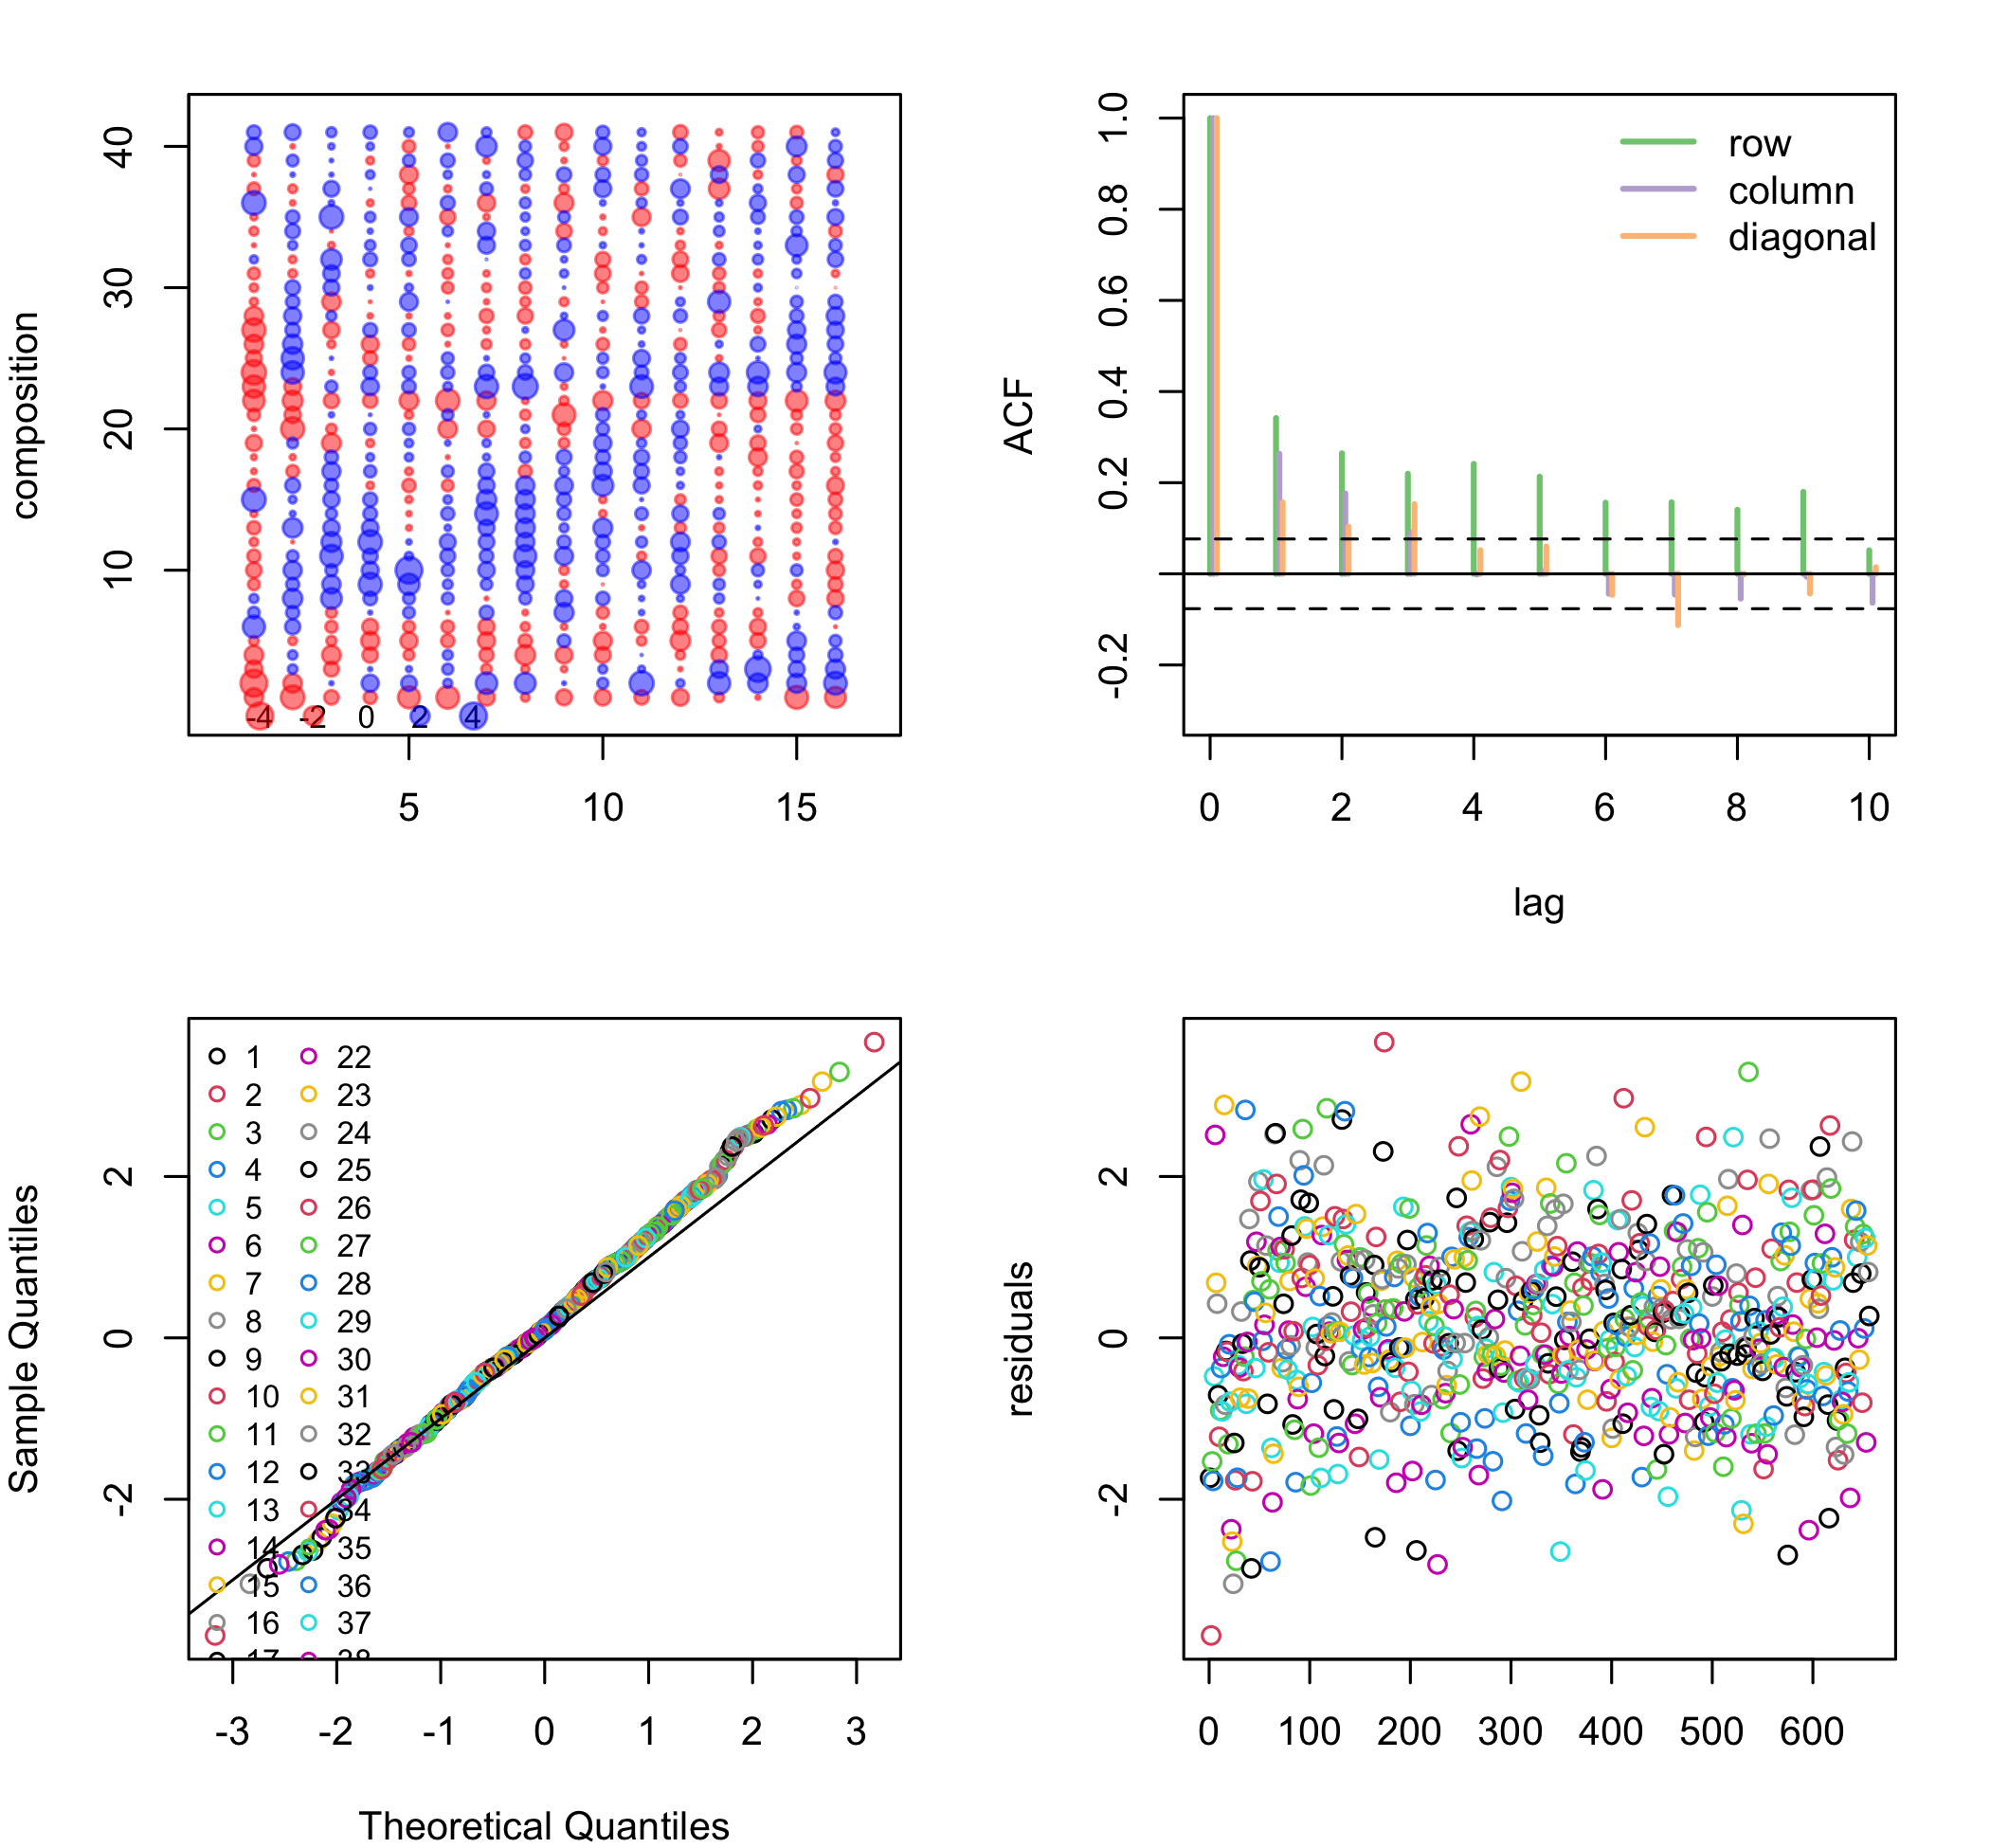 composition
40
30
20
10
-4 -2 0 2 4
5 10 15
ACF
1.0
0.8
0.6
0.4
0.2
-0.2
row
column
diagonal
0 2 4 6 8 10
lag
Sample Quantiles
2
0
-2
1 22
2 23
3 24
4 25
5 26
6 27
7 28
8 29
9 30
10 31
11 32
12 33
13 34
14 35
15 36
16 37
17 38
-3 -2 -1 0 1 2 3
Theoretical Quantiles
residuals
2
0
-2
0 100 200 300 400 500 600